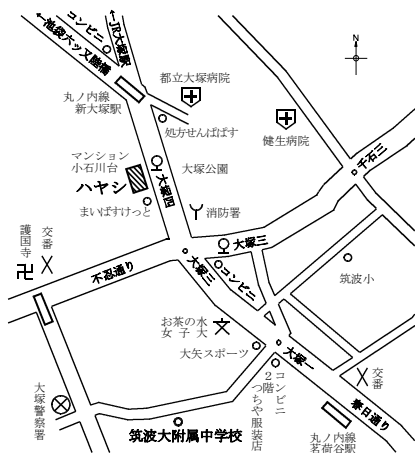 ←JR大塚駅
コンビニ
←池袋六ッ又陸橋
N
都立大塚病院
丸ノ内線
新大塚駅
処方せんぱぱす
健生病院
マンション
小石川台
大塚公園
千石三
ハヤシ
大塚四
まいばすけっと
消防署
護国寺
交番
大塚三
不忍通り
大塚三
コンビニ
筑波小
お茶の水
女子大
大矢スポーツ
大塚一
コンビニ
2階
つちや服装店
交番
春日通り
大塚警察署
筑波大附属中学校
丸ノ内線
茗荷谷駅